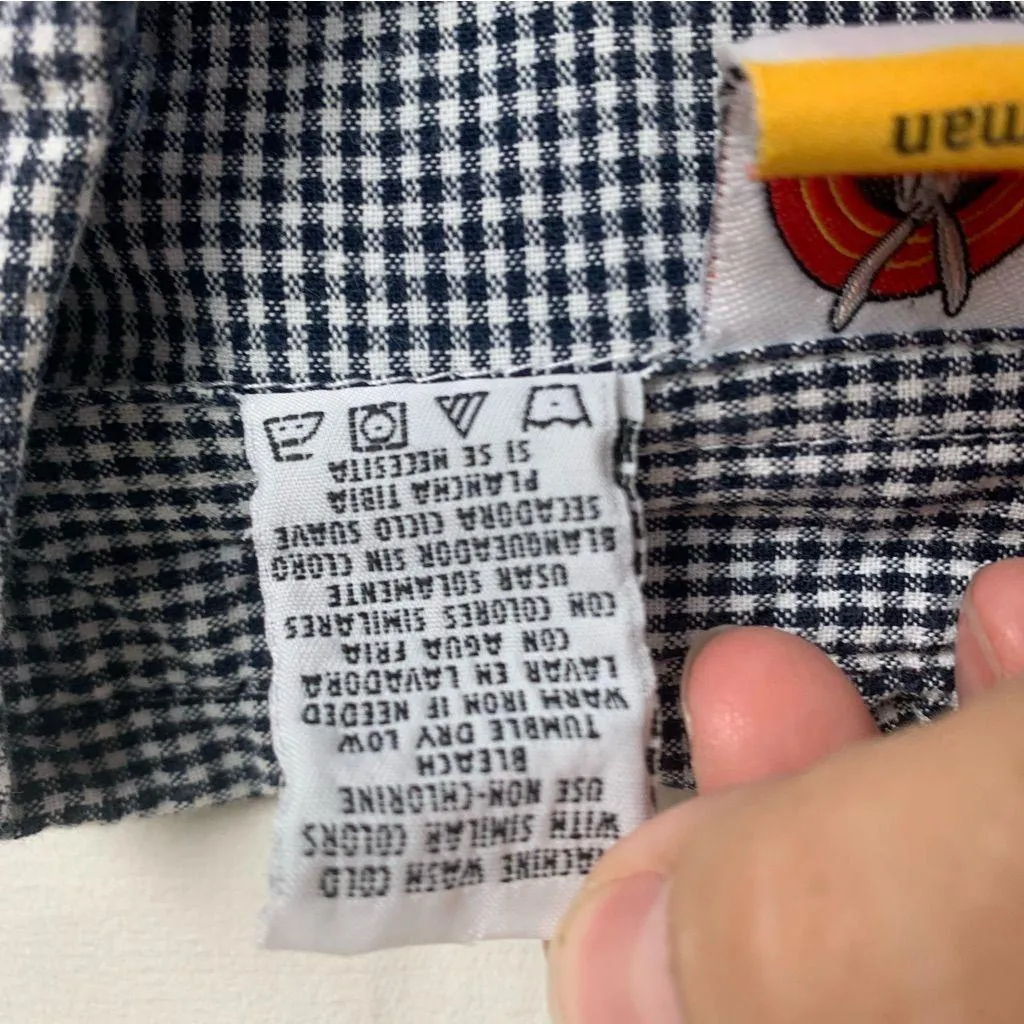 man
MACHINE WASH COLD
WITH SIMILAR COLORS
USE NON-CHLORINE
BLEACH
TUMBLE DRY LOW
WARM IRON IF NEEDED
LAVAR EN LAVADORA
CON AGUA FRIA
CON COLORES SIMILARES
USAR SOLAMENTE
BLANQUEADOR SIN CLORO
SECADORA CICLO SUAVE
PLANCHA TIBIA
SI SE NECESITA